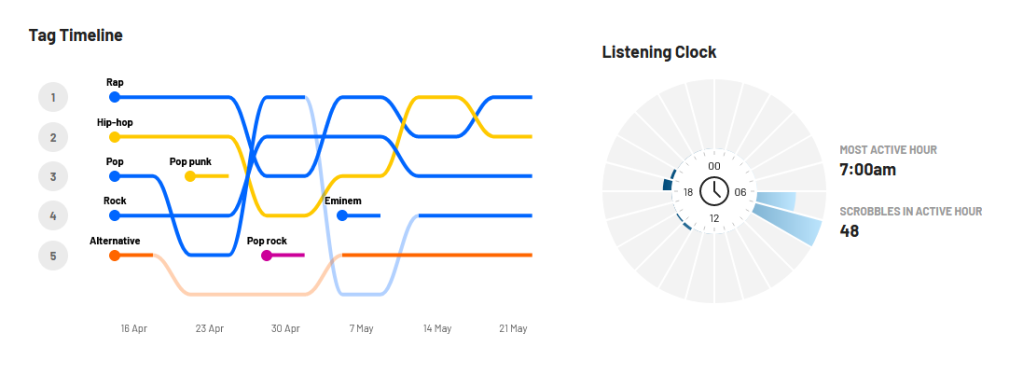 Tag Timeline
1
2
3
4
5
Rap
Hip-hop
Pop
Pop punk
Rock
Eminem
Alternative
Pop rock
16 Apr
23 Apr
30 Apr
7 May
14 May
21 May
Listening Clock
00
18
06
12
MOST ACTIVE HOUR
7:00am
SCROBBLES IN ACTIVE HOUR
48